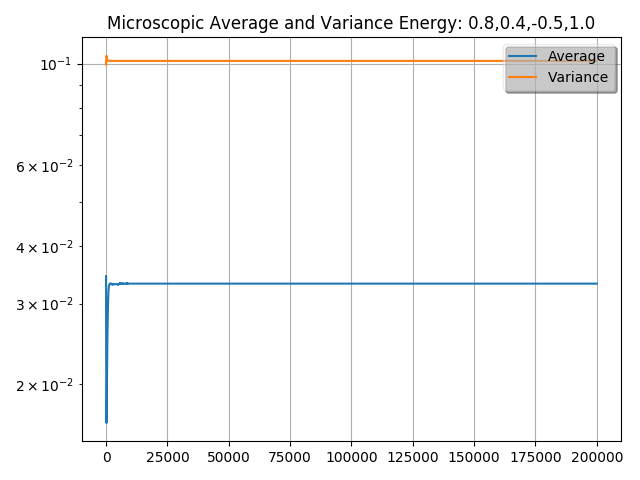 Microscopic Average and Variance Energy: 0.8,0.4,-0.5,1.0
Average
Variance
10⁻¹
6 × 10⁻²
4 × 10⁻²
3 × 10⁻²
2 × 10⁻²
0 25000 50000 75000 100000 125000 150000 175000 200000